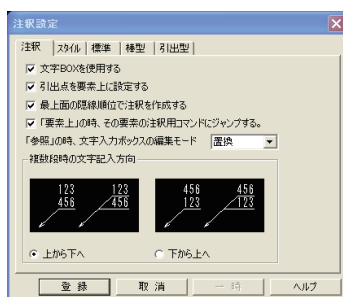 注釈設定
注釈 スタイル 標準 棒型 引出型
文字BOXを使用する
引出点を要素上に設定する
最上面の隠線順位で注釈を作成する
「要素上」の時、その要素の注釈用コマンドにジャンプする。
「参照」の時、文字入力ボックスの編集モード 置換
複数段時の文字記入方向
123 123 456 456
456 456 123 123
上から下へ 下から上へ
登録 取消 一時 ヘルプ